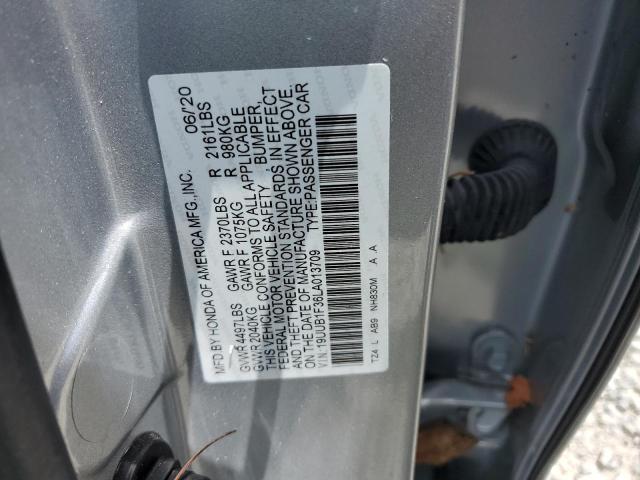 MFD BY HONDA OF AMERICA MFG., INC. 06/'20
GVWR 4497LBS GAWR F 2370LBS R 2161LBS
GVWR 2040KG GAWR F 1075KG R 980KG
THIS VEHICLE CONFORMS TO ALL APPLICABLE
FEDERAL MOTOR VEHICLE SAFETY, BUMPER,
AND THEFT PREVENTION STANDARDS IN EFFECT
ON THE DATE OF MANUFACTURE SHOWN ABOVE.
V.I.N.:19UUB1F36LA013709 TYPE:PASSENGER CAR
TZ4 L AB9 NH830M A A